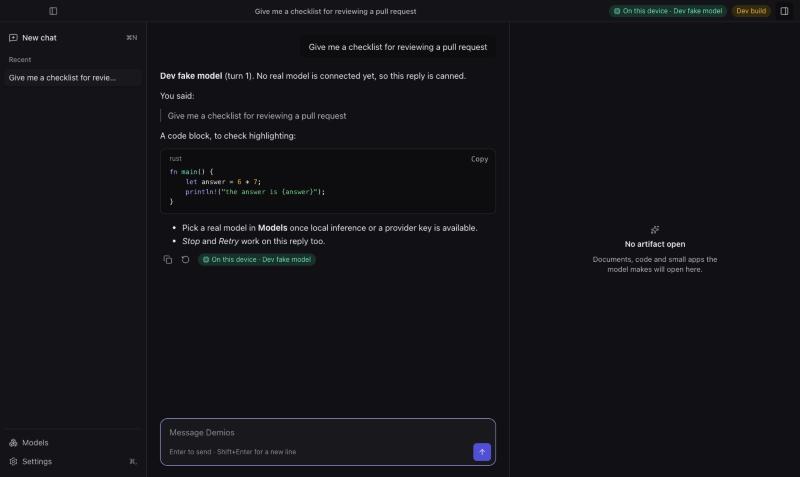 Give me a checklist for reviewing a pull request
On this device · Dev fake model
Dev build
New chat
⌘N
Recent
Give me a checklist for revie...
Give me a checklist for reviewing a pull request
Dev fake model (turn 1). No real model is connected yet, so this reply is canned.
You said:
Give me a checklist for reviewing a pull request
A code block, to check highlighting:
rust
Copy
fn main() {
    let answer = 6 * 7;
    println!("the answer is {answer}");
}
• Pick a real model in Models once local inference or a provider key is available.
• Stop and Retry work on this reply too.
On this device · Dev fake model
No artifact open
Documents, code and small apps the
model makes will open here.
Message Demios
Enter to send · Shift+Enter for a new line
Models
Settings
⌘,